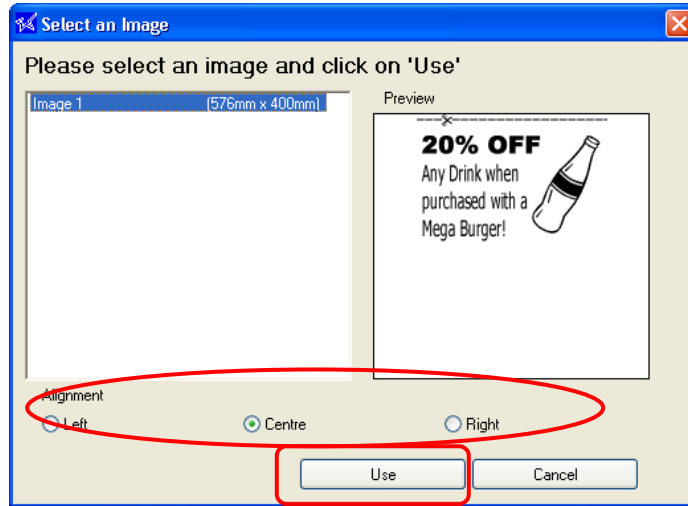 Select an Image
Please select an image and click on 'Use'
Image 1 (576mm x 400mm)
Preview
20% OFF
Any Drink when
purchased with a
Mega Burger!
Alignment
Left Centre Right
Use Cancel